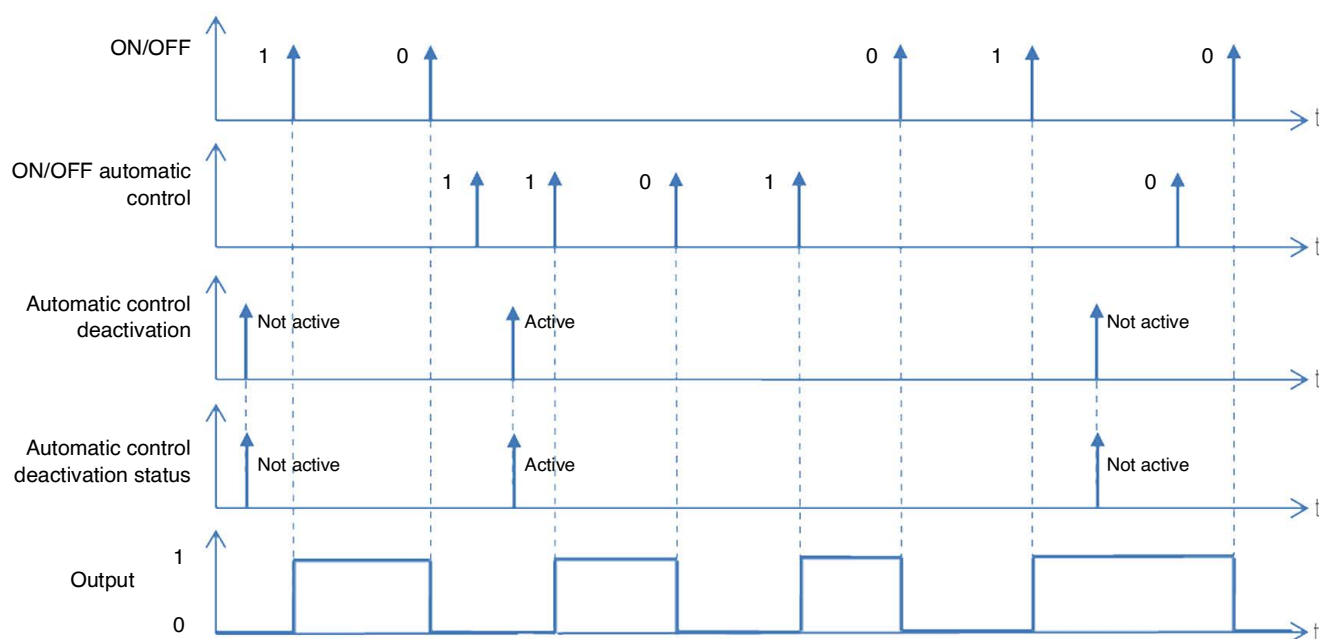 ON/OFF
1
0
0
1
0
t
ON/OFF automatic
control
1
1
0
1
0
t
Automatic control
deactivation
Not active
Active
Not active
t
Automatic control
deactivation status
Not active
Active
Not active
t
1
Output
0
t